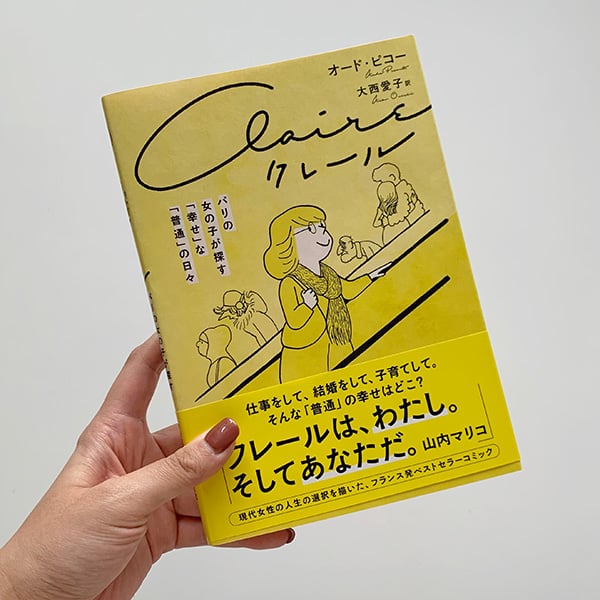 オード・ピコー
Aude Picault
大西愛子 訳
Claire
クレール
パリの
女の子が探す
「幸せ」な
「普通」の日々
仕事をして、結婚をして、子育てして。
そんな「普通」の幸せはどこ？
「クレールは、わたし。
そしてあなただ。」山内マリコ
現代女性の人生の選択を描いた、フランス発ベストセラーコミック